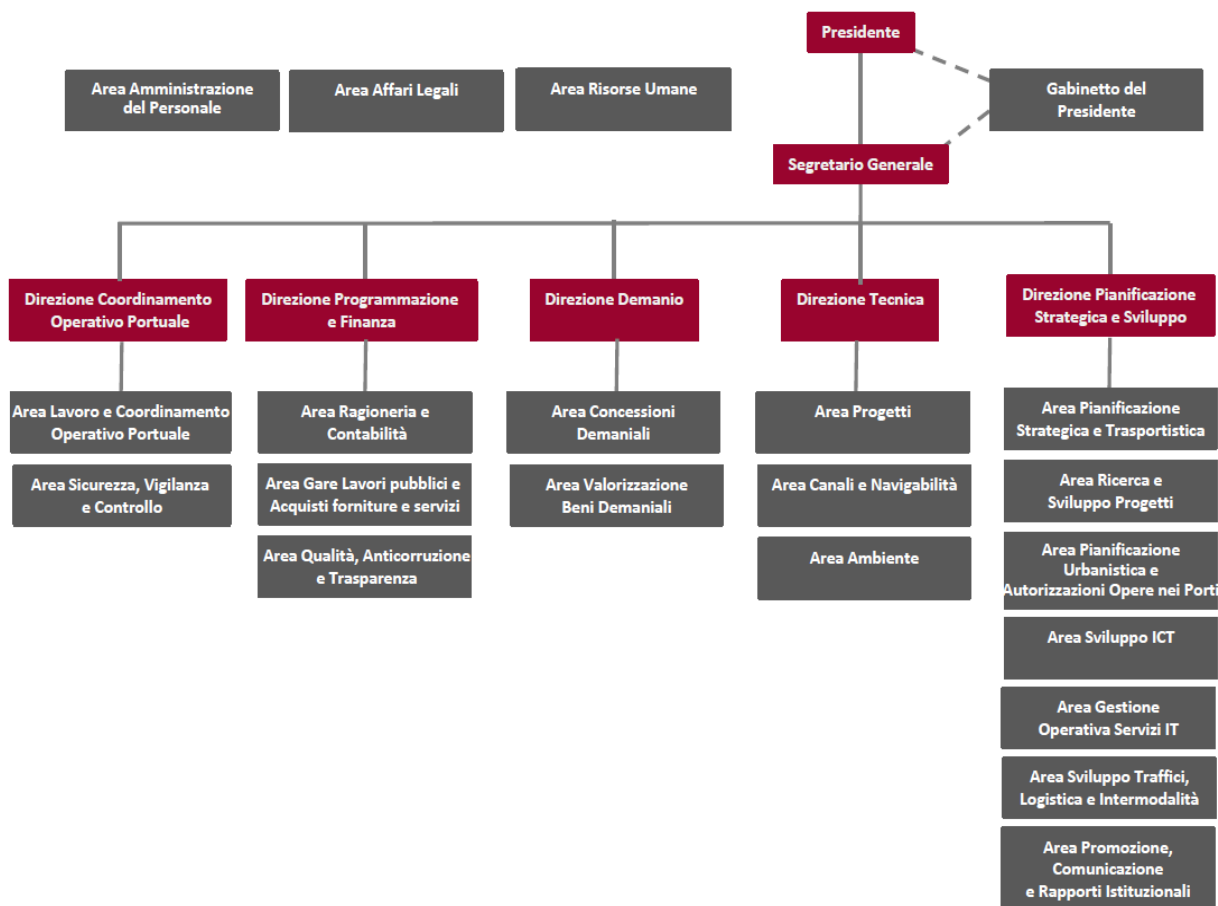 Presidente
Area Amministrazione
del Personale
Area Affari Legali
Area Risorse Umane
Gabinetto del
Presidente
Segretario Generale
Direzione Coordinamento
Operativo Portuale
Direzione Programmazione
e Finanza
Direzione Demanio
Direzione Tecnica
Direzione Pianificazione
Strategica e Sviluppo
Area Lavoro e Coordinamento
Operativo Portuale
Area Sicurezza, Vigilanza
e Controllo
Area Ragioneria e
Contabilità
Area Gare Lavori pubblici e
Acquisti forniture e servizi
Area Qualità, Anticorruzione
e Trasparenza
Area Concessioni
Demaniali
Area Valorizzazione
Beni Demaniali
Area Progetti
Area Canali e Navigabilità
Area Ambiente
Area Pianificazione
Strategica e Trasportistica
Area Ricerca e
Sviluppo Progetti
Area Pianificazione
Urbanistica e
Autorizzazioni Opere nei Porti
Area Sviluppo ICT
Area Gestione
Operativa Servizi IT
Area Sviluppo Traffici,
Logistica e Intermodalità
Area Promozione,
Comunicazione
e Rapporti Istituzionali